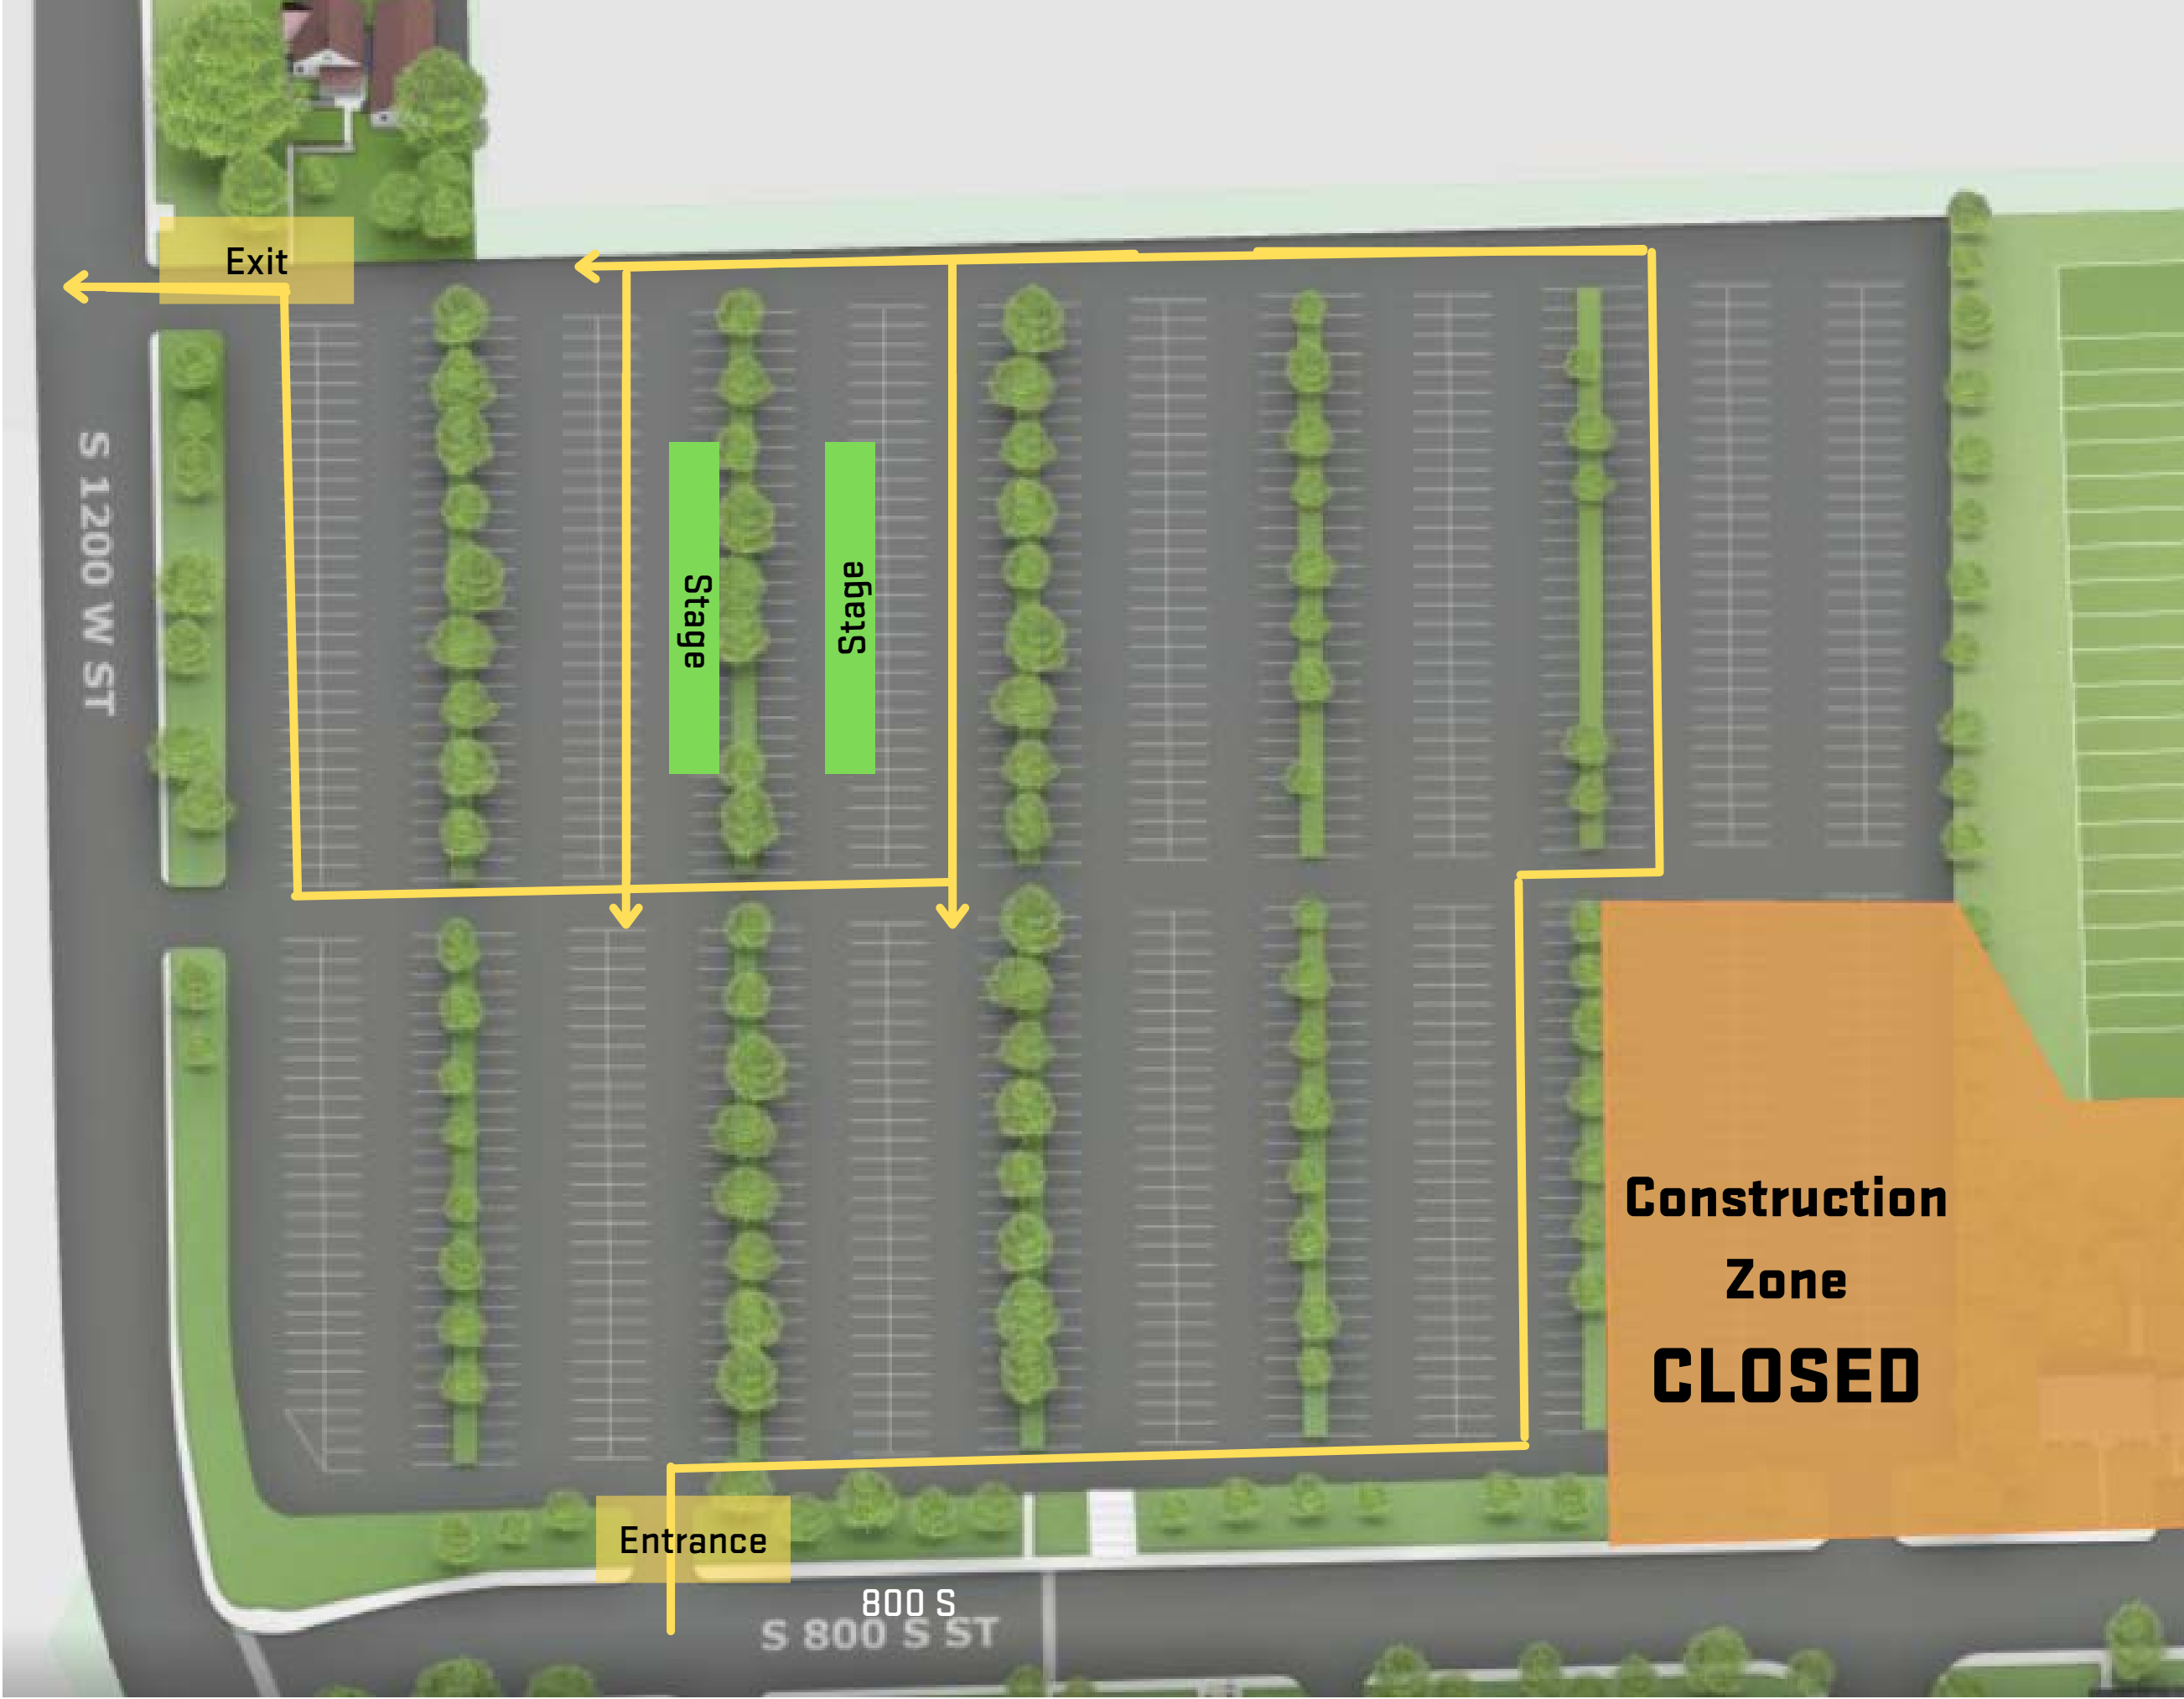 Exit
S 1200 W ST
Stage
Stage
Construction
Zone
CLOSED
Entrance
800 S
S 800 S ST